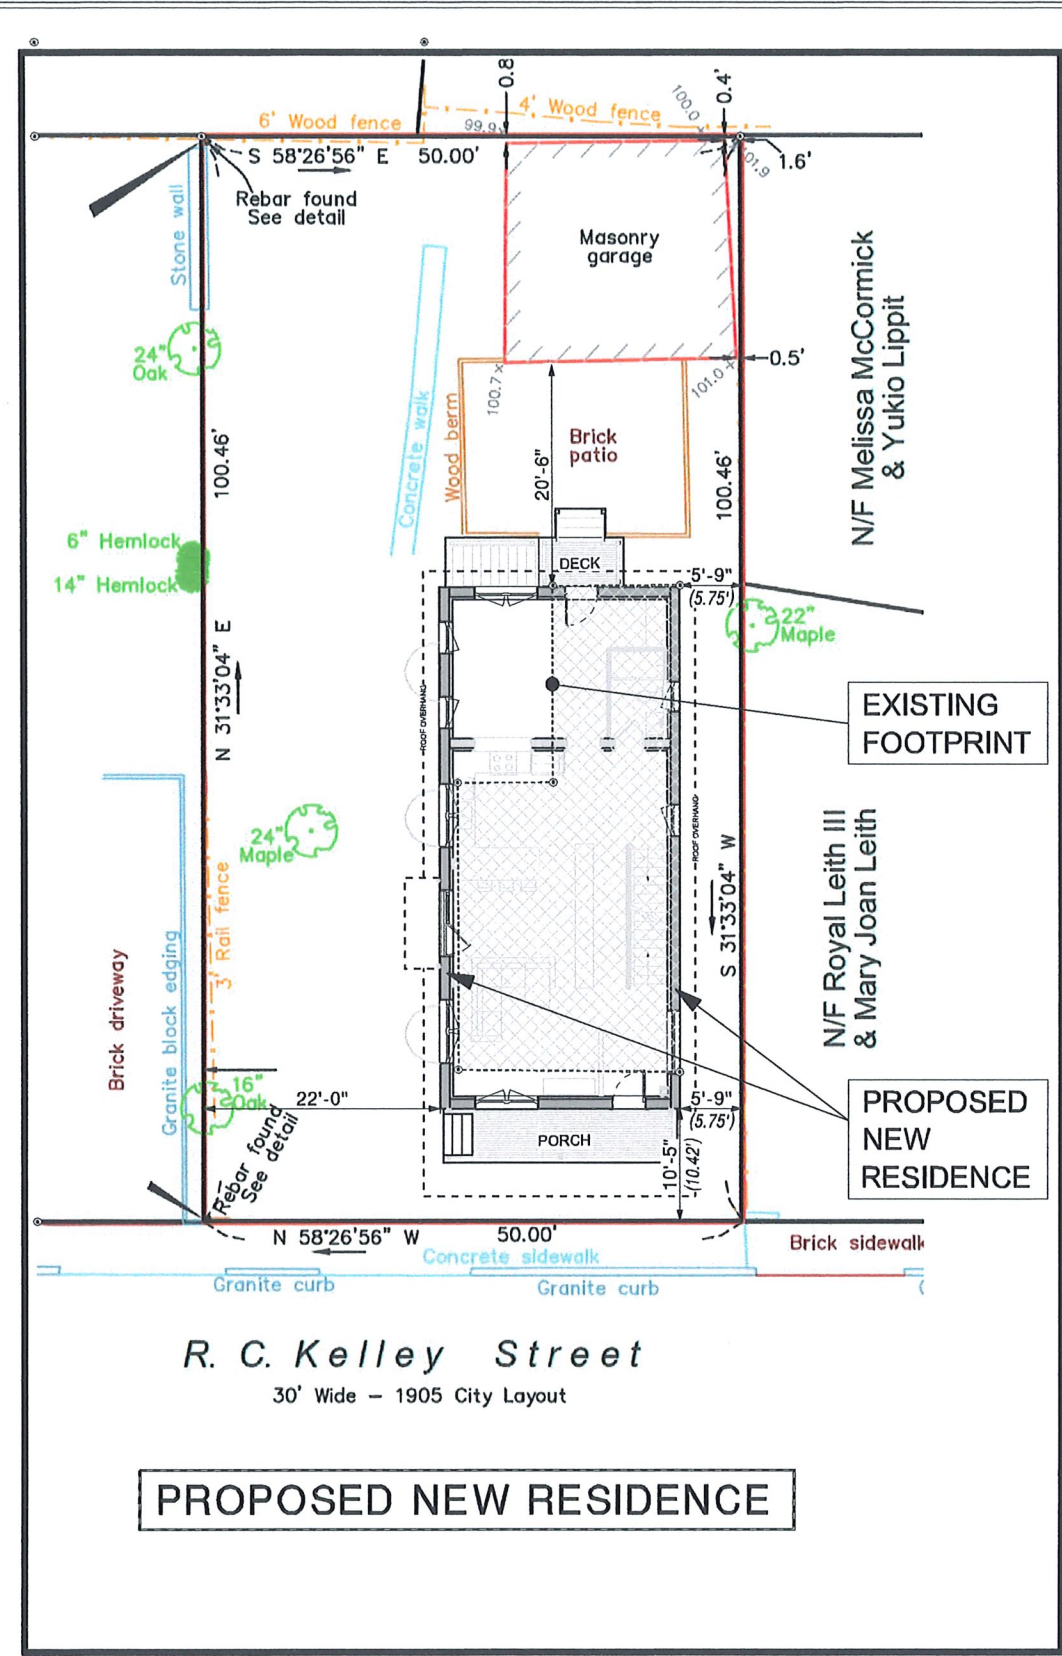 0.8
0.4'
6' Wood fence
4' Wood fence
99.9
100.0
101.9
1.6'
S 58°26'56" E 50.00'
Rebar found
See detail
Stone wall
Masonry
garage
24"
Oak
0.5'
100.7
101.0
N/F Melissa McCormick
& Yukio Lippit
100.46'
Concrete walk
Wood berm
Brick
patio
20'-6"
100.46'
6" Hemlock
14" Hemlock
DECK
5'-9"
(5.75')
22"
Maple
N 31°33'04" E
ROOF OVERHANG
EXISTING
FOOTPRINT
24"
Maple
ROOF OVERHANG
S 31°33'04" W
N/F Royal Leith III
& Mary Joan Leith
3' Rail fence
Granite block edging
Brick driveway
16"
Oak
22'-0"
5'-9"
(5.75')
PROPOSED
NEW
RESIDENCE
Rebar found
See detail
PORCH
10'-5"
(10.42')
N 58°26'56" W 50.00'
Concrete sidewalk
Brick sidewalk
Granite curb
Granite curb
R. C. Kelley Street
30' Wide – 1905 City Layout
PROPOSED NEW RESIDENCE